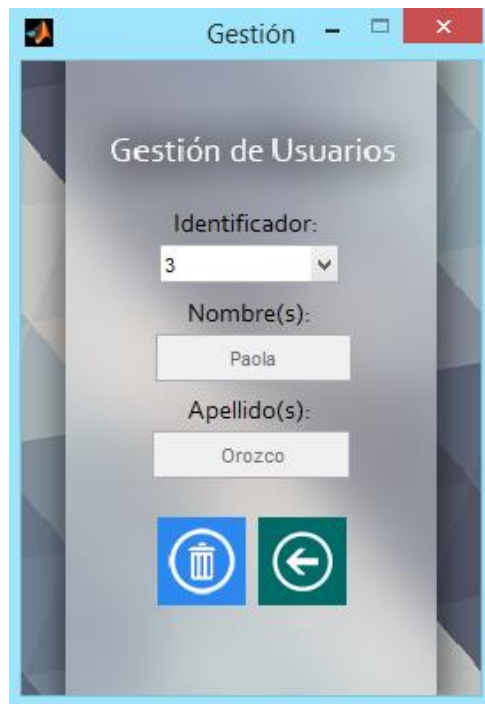 Gestión
Gestión de Usuarios
Identificador:
3
Nombre(s):
Paola
Apellido(s):
Orozco